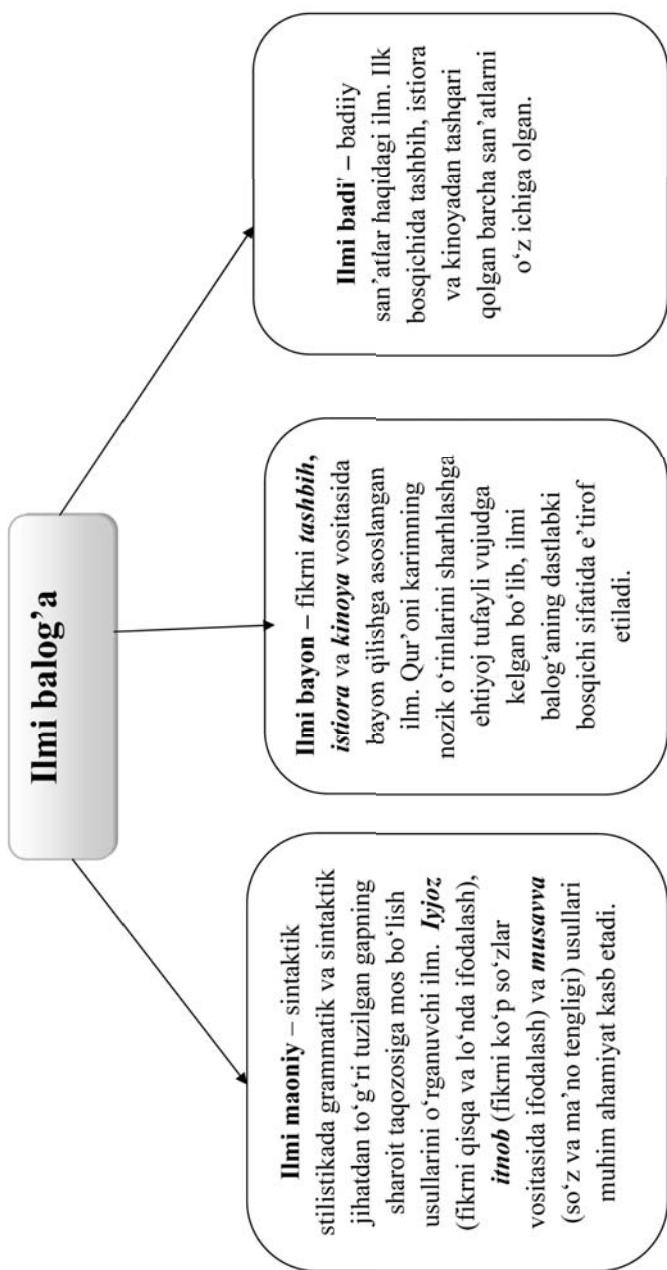 Ilmi balog’a
Ilmi maoniy – sintaktik
stilistikada grammatik va sintaktik
jihatdan to‘g‘ri tuzilgan gapning
sharoit taqozosiga mos bo‘lish
usullarini o‘rganuvchi ilm. Iyjoz
(fikrni qisqa va lo‘nda ifodalash),
itnob (fikrni ko‘p so‘zlar
vositasida ifodalash) va musavva
(so‘z va ma’no tengligi) usullari
muhim ahamiyat kasb etadi.
Ilmi bayon – fikrni tashbih,
istiora va kinoya vositasida
bayon qilishga asoslangan
ilm. Qur’oni karimning
nozik o‘rinlarini sharhlashga
ehtiyoj tufayli vujudga
kelgan bo‘lib, ilmi
balog‘aning dastlabki
bosqichi sifatida e’tirof
etiladi.
Ilmi badi' – badiiy
san’atlar haqidagi ilm. Ilk
bosqichida tashbih, istiora
va kinoyadan tashqari
qolgan barcha san’atlarni
o‘z ichiga olgan.